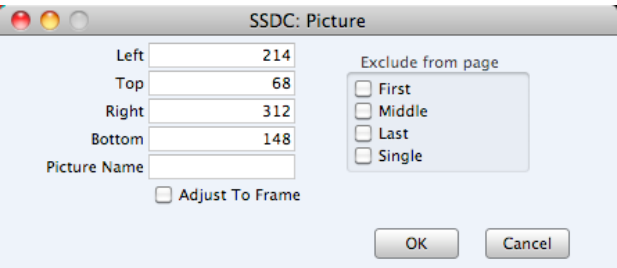 SSDC: Picture
Left 214
Top 68
Right 312
Bottom 148
Picture Name
Adjust To Frame
Exclude from page
First
Middle
Last
Single
OK Cancel